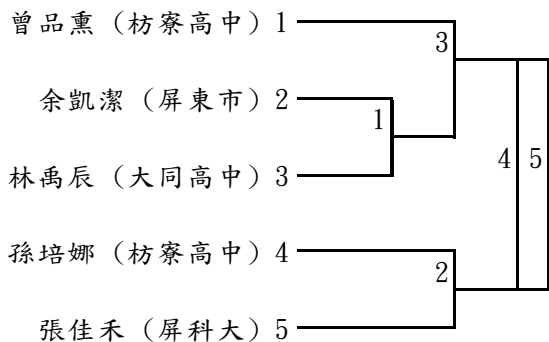 曾品熏（枋寮高中）1
3
余凱潔（屏東市）2
1
林禹辰（大同高中）3
4 5
孫培娜（枋寮高中）4
2
張佳禾（屏科大）5